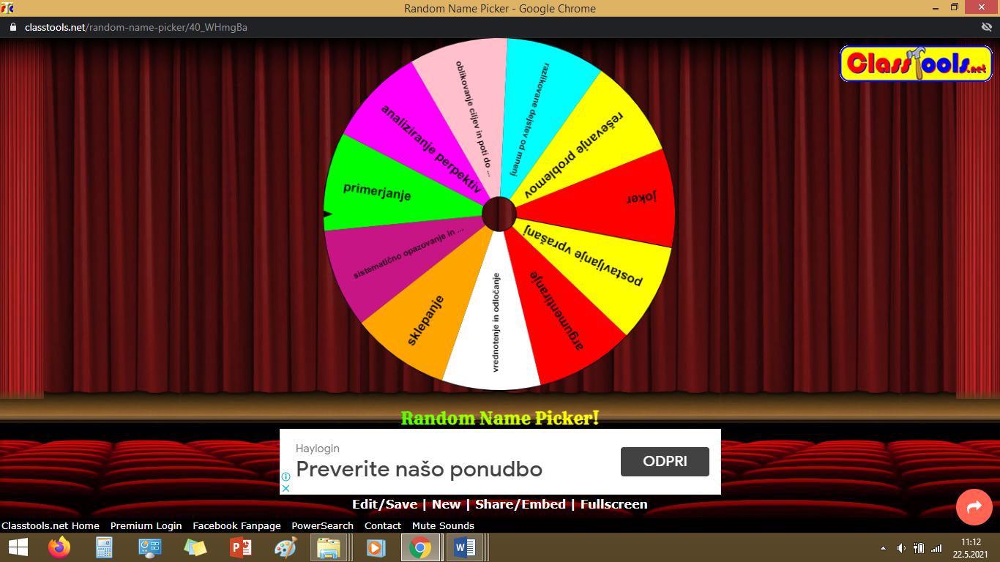 Random Name Picker - Google Chrome
classtools.net/random-name-picker/40_WHmgBa
ClassTools.net
oblikovanje ciljev in poti do ...
razlikovane dejstev od mnenj
reševanje problemov
joker
postavljanje vprašanj
argumentiranje
vrednotenje in odločanje
sklepanje
sistematično opazovanje in ...
primerjanje
analiziranje perpektiv
Random Name Picker!
Haylogin
Preverite našo ponudbo
ODPRI
Edit/Save | New | Share/Embed | Fullscreen
Classtools.net Home Premium Login Facebook Fanpage PowerSearch Contact Mute Sounds
11:12
22.5.2021